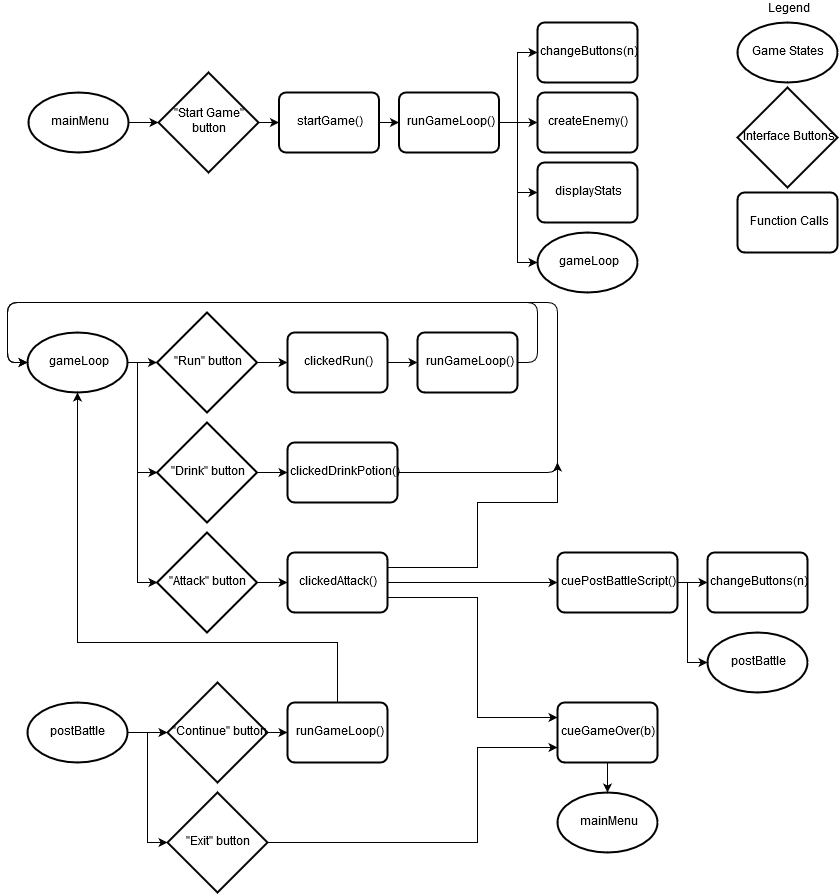 Legend
Game States
Interface Buttons
Function Calls
mainMenu
"Start Game"
button
startGame()
runGameLoop()
changeButtons(n)
createEnemy()
displayStats
gameLoop
gameLoop
"Run" button
clickedRun()
runGameLoop()
"Drink" button
clickedDrinkPotion()
"Attack" button
clickedAttack()
cuePostBattleScript()
changeButtons(n)
postBattle
postBattle
"Continue" button
runGameLoop()
cueGameOver(b)
mainMenu
"Exit" button